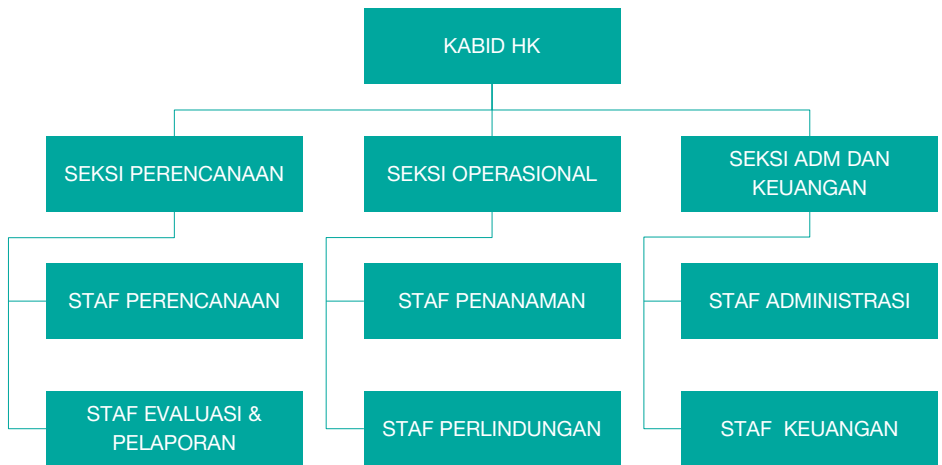 KABID HK
SEKSI PERENCANAAN
SEKSI OPERASIONAL
SEKSI ADM DAN
KEUANGAN
STAF PERENCANAAN
STAF PENANAMAN
STAF ADMINISTRASI
STAF EVALUASI &
PELAPORAN
STAF PERLINDUNGAN
STAF  KEUANGAN